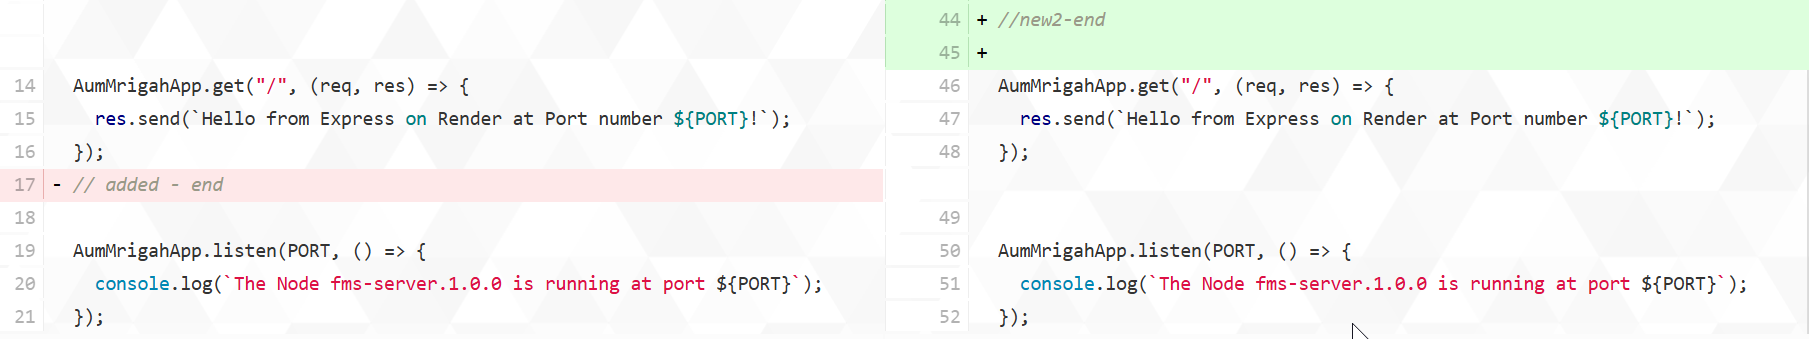 14 AumMrigahApp.get("/", (req, res) => {
15 res.send(`Hello from Express on Render at Port number ${PORT}!`);
16 });
17 - // added - end
18
19 AumMrigahApp.listen(PORT, () => {
20 console.log(`The Node fms-server.1.0.0 is running at port ${PORT}`);
21 });
44 + //new2-end
45 +
46 AumMrigahApp.get("/", (req, res) => {
47 res.send(`Hello from Express on Render at Port number ${PORT}!`);
48 });
49
50 AumMrigahApp.listen(PORT, () => {
51 console.log(`The Node fms-server.1.0.0 is running at port ${PORT}`);
52 });